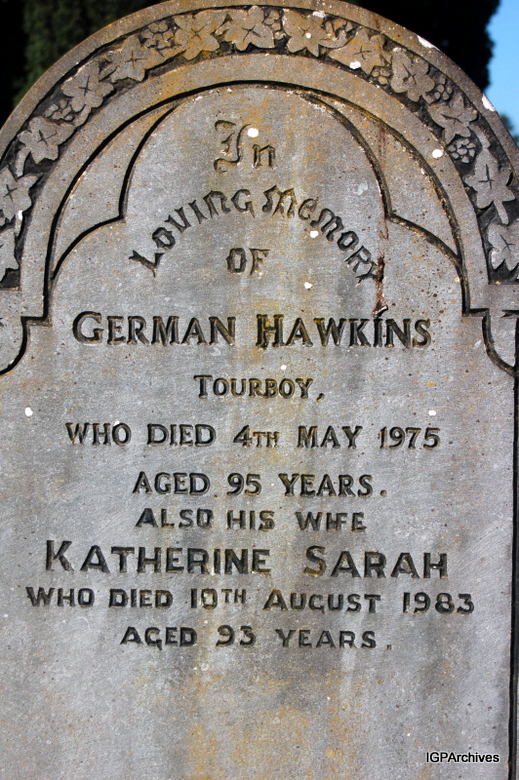 In
Loving Memory
OF
GERMAN HAWKINS
TOURBOY,
WHO DIED 4TH MAY 1975
AGED 95 YEARS.
ALSO HIS WIFE
KATHERINE SARAH
WHO DIED 10TH AUGUST 1983
AGED 93 YEARS.
IGPArchives